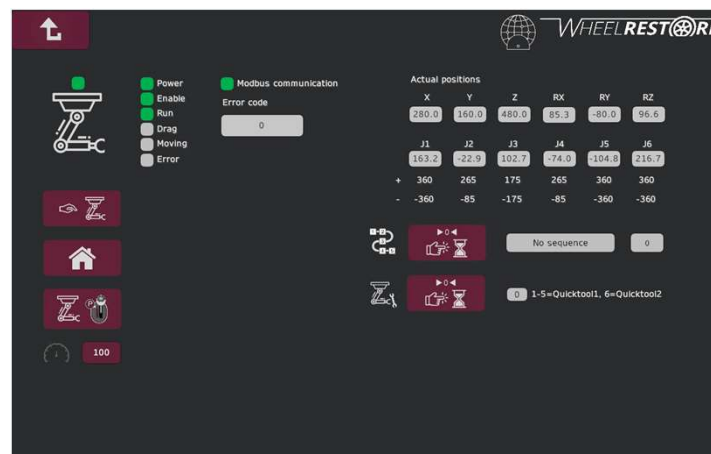 WHEELRESTORE
Power
Enable
Run
Drag
Moving
Error
Modbus communication
Error code
0
Actual positions
X Y Z RX RY RZ
280.0 160.0 480.0 85.3 -80.0 96.6
J1 J2 J3 J4 J5 J6
163.2 -22.9 102.7 -74.0 -104.8 216.7
+ 360 265 175 265 360 360
- -360 -85 -175 -85 -360 -360
▶0◀
No sequence 0
▶0◀
0 1-5=Quicktool1, 6=Quicktool2
P
100